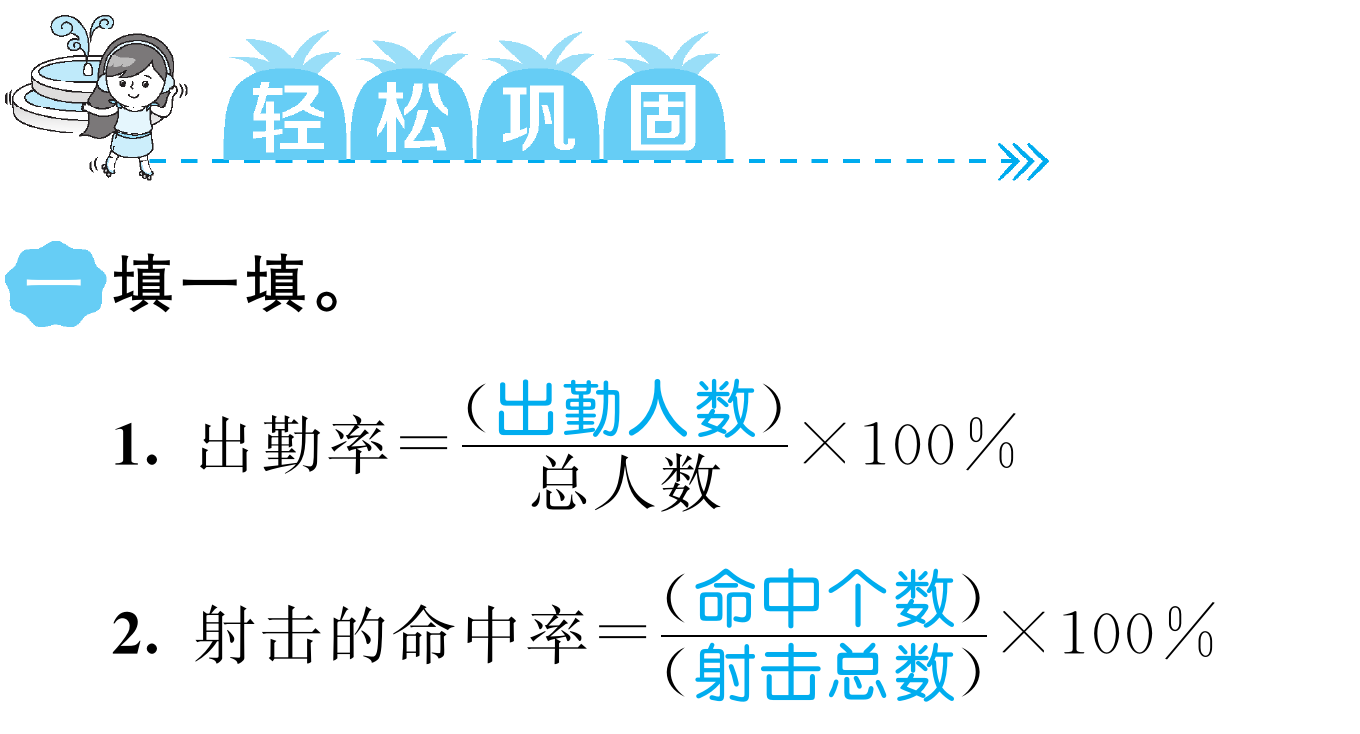 轻松巩固
一 填一填。
1. 出勤率=(出勤人数)/总人数×100%
2. 射击的命中率=(命中个数)/(射击总数)×100%